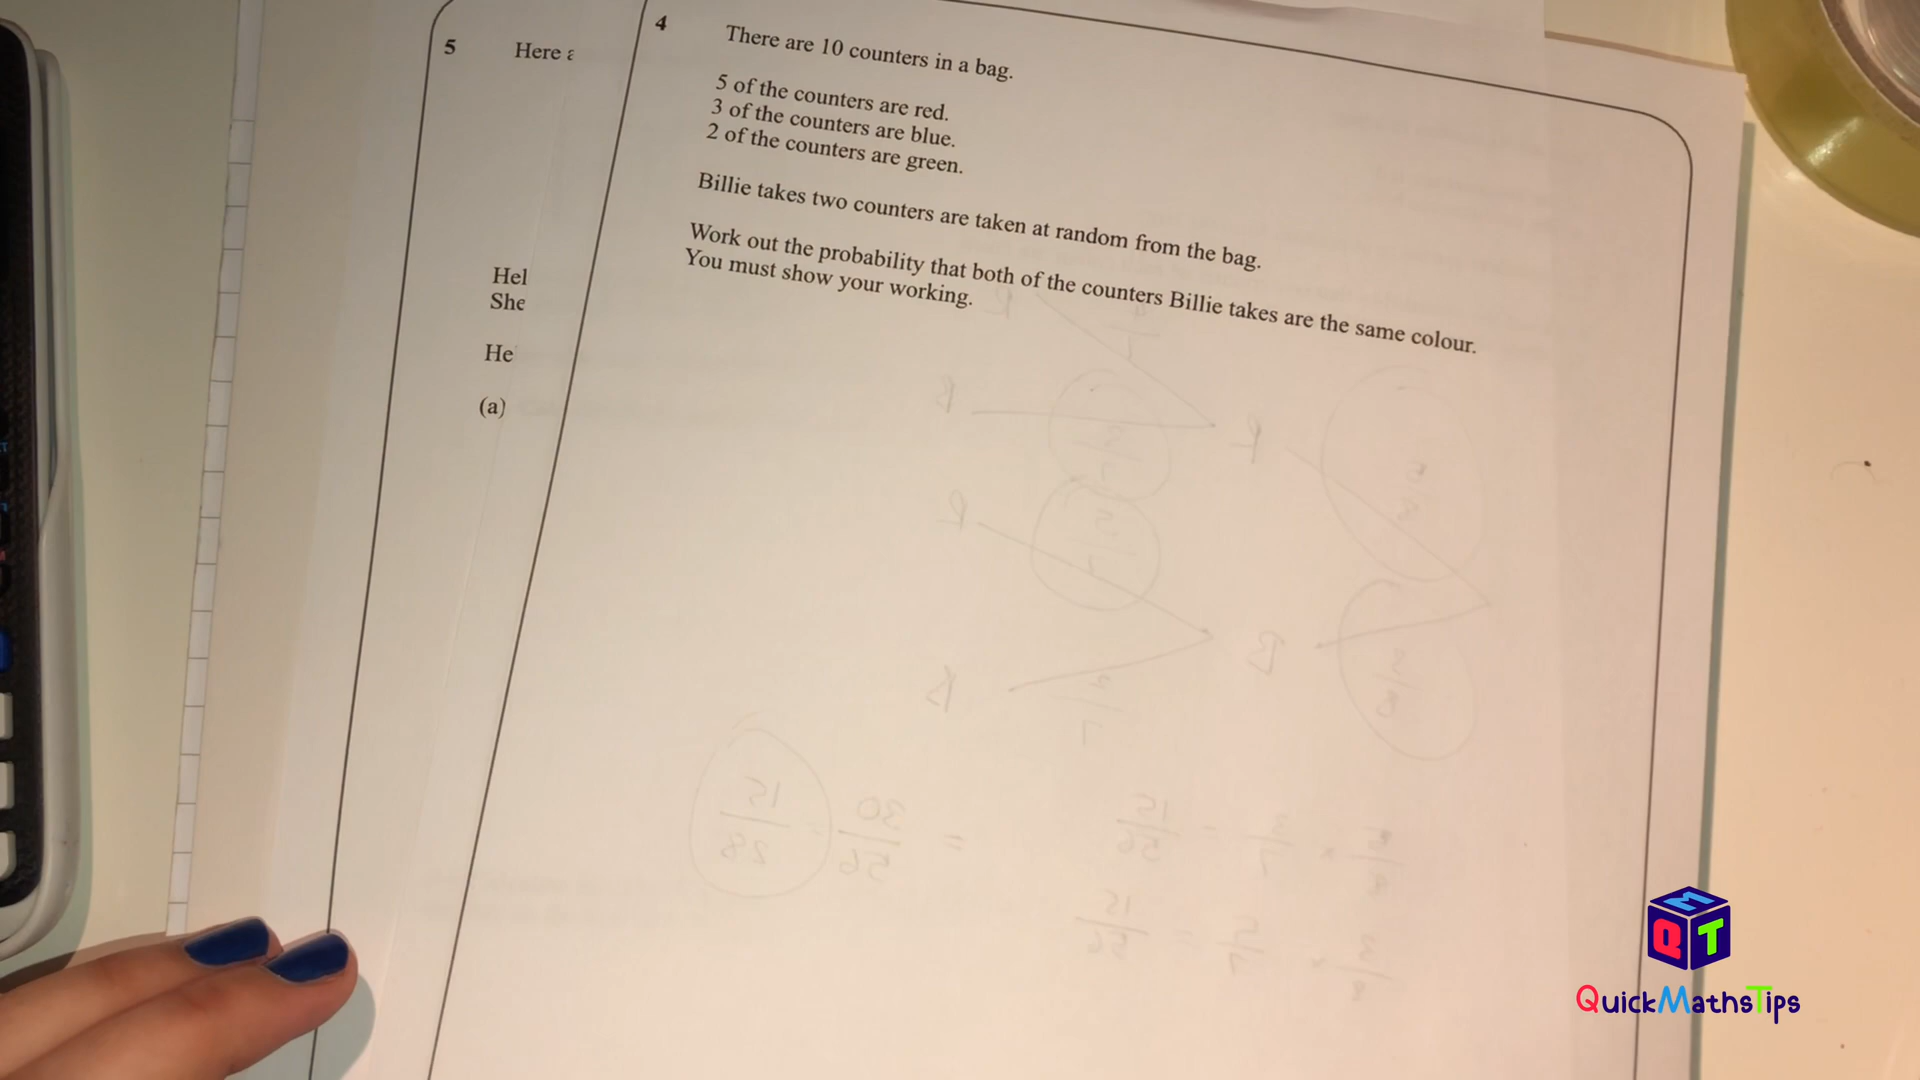 5 Here a
Hel
She
He
(a)
4 There are 10 counters in a bag.
5 of the counters are red.
3 of the counters are blue.
2 of the counters are green.
Billie takes two counters are taken at random from the bag.
Work out the probability that both of the counters Billie takes are the same colour.
You must show your working.
QMT
QuickMathsTips